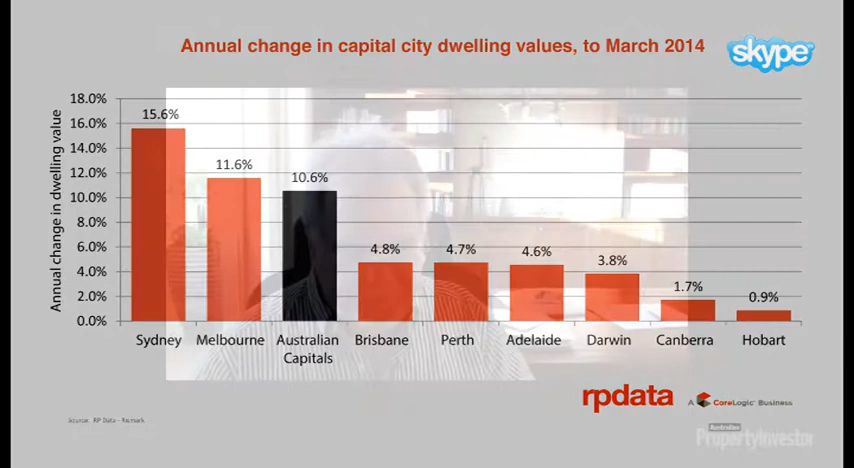 Annual change in capital city dwelling values, to March 2014
skype
Annual change in dwelling value
18.0%
16.0%
14.0%
12.0%
10.0%
8.0%
6.0%
4.0%
2.0%
0.0%
15.6%
11.6%
10.6%
4.8%
4.7%
4.6%
3.8%
1.7%
0.9%
Sydney
Melbourne
Australian
Capitals
Brisbane
Perth
Adelaide
Darwin
Canberra
Hobart
rpdata
A CoreLogic Business
Source: RP Data - Rismark
Australian
PropertyInvestor